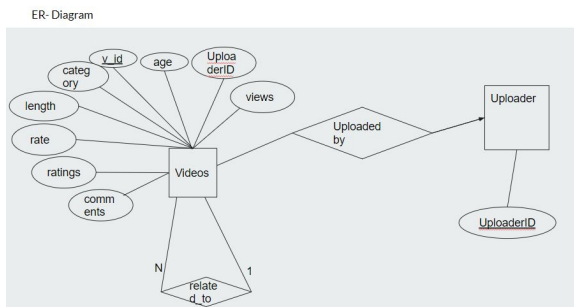 ER- Diagram
v_id
age
Uploa
derID
categ
ory
views
length
Uploader
Uploaded
by
rate
ratings
Videos
comm
ents
UploaderID
N
1
relate
d_to